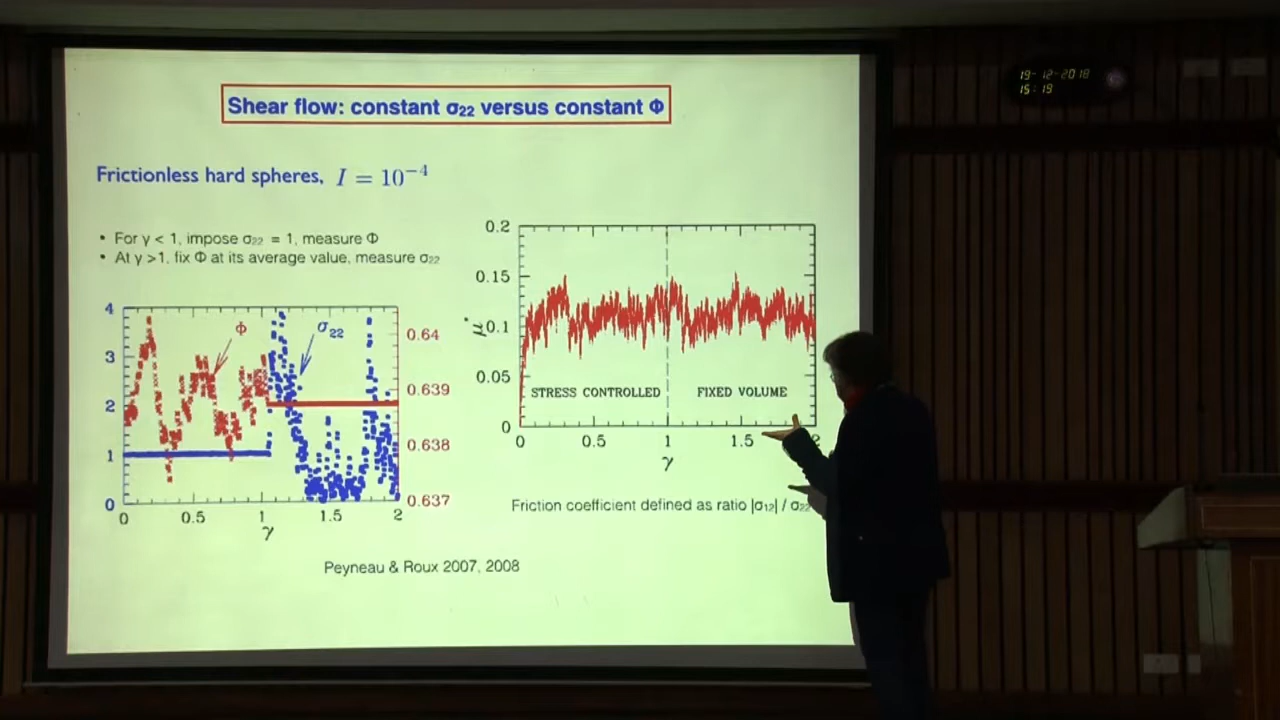 19-12-2018
15:19
Shear flow: constant σ₂₂ versus constant Φ
Frictionless hard spheres, I = 10⁻⁴
• For γ < 1, impose σ₂₂ = 1, measure Φ
• At γ >1, fix Φ at its average value, measure σ₂₂
4
3
2
1
0
0
0.5
1
1.5
2
γ
Φ
σ₂₂
0.64
0.639
0.638
0.637
0.2
0.15
0.1
0.05
0
μ*
STRESS CONTROLLED
FIXED VOLUME
0
0.5
1
1.5
2
γ
Friction coefficient defined as ratio |σ₁₂| / σ₂₂
Peyneau & Roux 2007, 2008